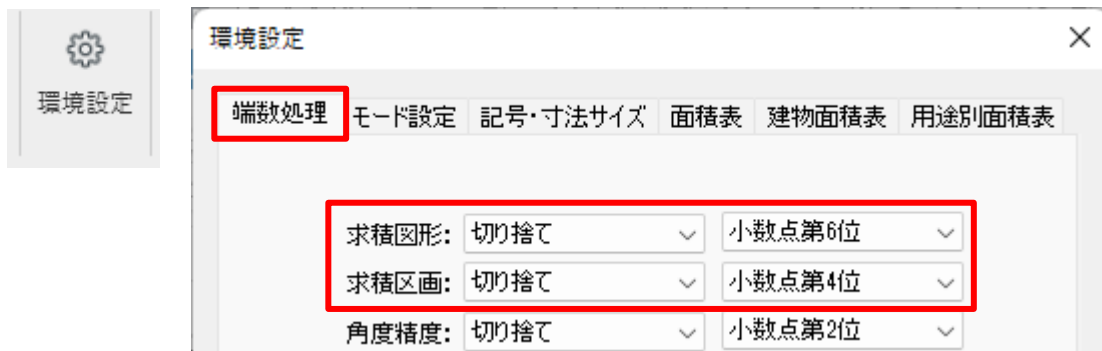 環境設定
環境設定
端数処理 モード設定 記号・寸法サイズ 面積表 建物面積表 用途別面積表
求積図形: 切り捨て 小数点第6位
求積区画: 切り捨て 小数点第4位
角度精度: 切り捨て 小数点第2位